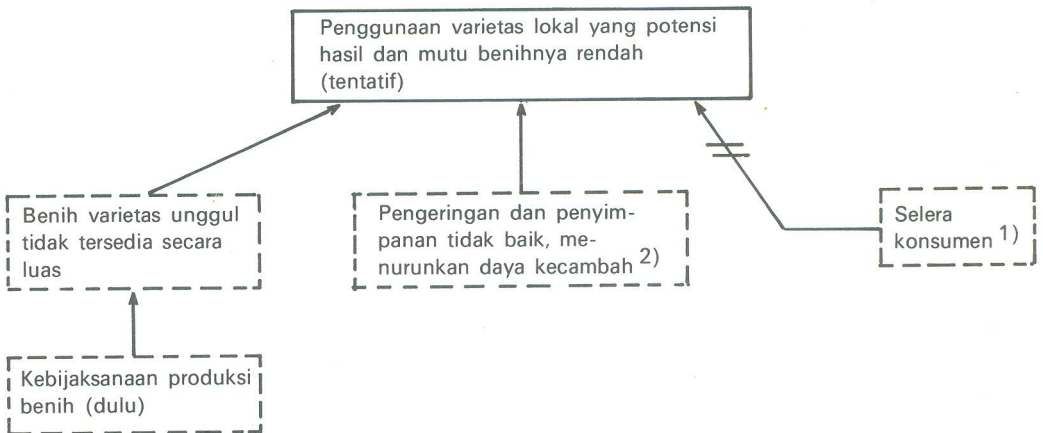 Penggunaan varietas lokal yang potensi
hasil dan mutu benihnya rendah
(tentatif)
Benih varietas unggul
tidak tersedia secara
luas
Pengeringan dan penyim-
panan tidak baik, me-
nurunkan daya kecambah 2)
Selera
konsumen 1)
Kebijaksanaan produksi
benih (dulu)